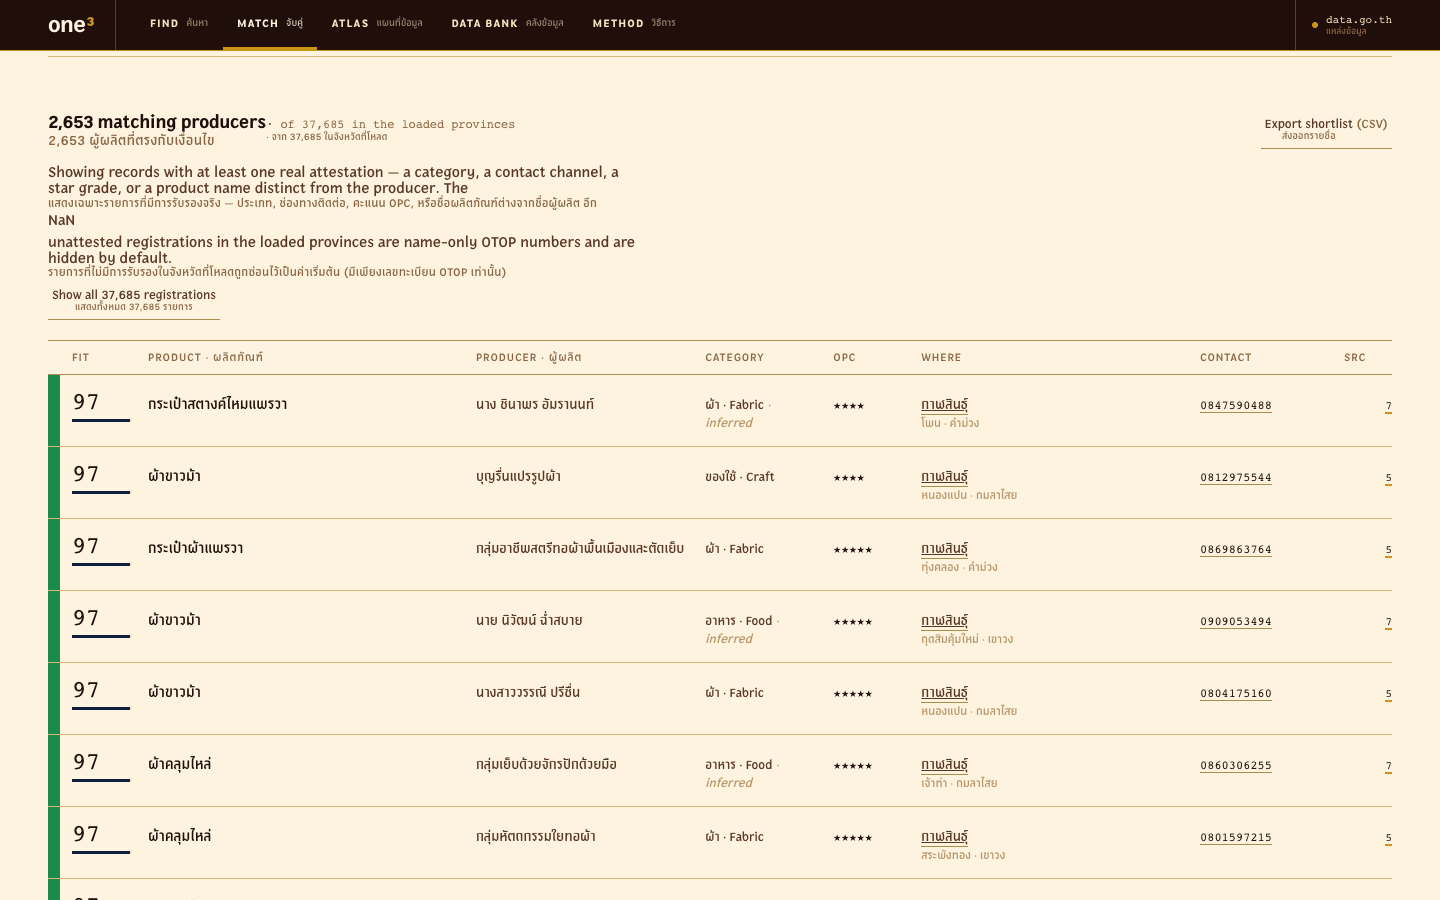 one³
FIND ค้นหา
MATCH จับคู่
ATLAS แผนที่ข้อมูล
DATA BANK คลังข้อมูล
METHOD วิธีการ
data.go.th
แหล่งข้อมูล
2,653 matching producers · of 37,685 in the loaded provinces
2,653 ผู้ผลิตที่ตรงกับเงื่อนไข · จาก 37,685 ในจังหวัดที่โหลด
Export shortlist (CSV)
ส่งออกรายชื่อ
Showing records with at least one real attestation — a category, a contact channel, a
star grade, or a product name distinct from the producer. The
แสดงเฉพาะรายการที่มีการรับรองจริง — ประเภท, ช่องทางติดต่อ, คะแนน OPC, หรือชื่อผลิตภัณฑ์ต่างจากชื่อผู้ผลิต อีก
NaN
unattested registrations in the loaded provinces are name-only OTOP numbers and are
hidden by default.
รายการที่ไม่มีการรับรองในจังหวัดที่โหลดถูกซ่อนไว้เป็นค่าเริ่มต้น (มีเพียงเลขทะเบียน OTOP เท่านั้น)
Show all 37,685 registrations
แสดงทั้งหมด 37,685 รายการ
FIT PRODUCT · ผลิตภัณฑ์ PRODUCER · ผู้ผลิต CATEGORY OPC WHERE CONTACT SRC
97 กระเป๋าสตางค์ไหมแพรวา นาง ชินาพร อัมรานนท์ ผ้า · Fabric · ★★★★ กาฬสินธุ์ 0847590488 7
inferred โพน · คำม่วง
97 ผ้าขาวม้า บุญรื่นแปรรูปผ้า ของใช้ · Craft ★★★★ กาฬสินธุ์ 0812975544 5
หนองแปน · กมลาไสย
97 กระเป๋าผ้าแพรวา กลุ่มอาชีพสตรีทอผ้าพื้นเมืองและตัดเย็บ ผ้า · Fabric ★★★★★ กาฬสินธุ์ 0869863764 5
ทุ่งคลอง · คำม่วง
97 ผ้าขาวม้า นาย นิวัฒน์ ฉ่ำสบาย อาหาร · Food · ★★★★★ กาฬสินธุ์ 0909053494 7
inferred กุดสิมคุ้มใหม่ · เขาวง
97 ผ้าขาวม้า นางสาววรรณี ปรีชื่น ผ้า · Fabric ★★★★★ กาฬสินธุ์ 0804175160 5
หนองแปน · กมลาไสย
97 ผ้าคลุมไหล่ กลุ่มเย็บด้วยจักรปักด้วยมือ อาหาร · Food · ★★★★★ กาฬสินธุ์ 0860306255 7
inferred เจ้าท่า · กมลาไสย
97 ผ้าคลุมไหล่ กลุ่มหัตถกรรมใยทอผ้า ผ้า · Fabric ★★★★★ กาฬสินธุ์ 0801597215 5
สระพังทอง · เขาวง